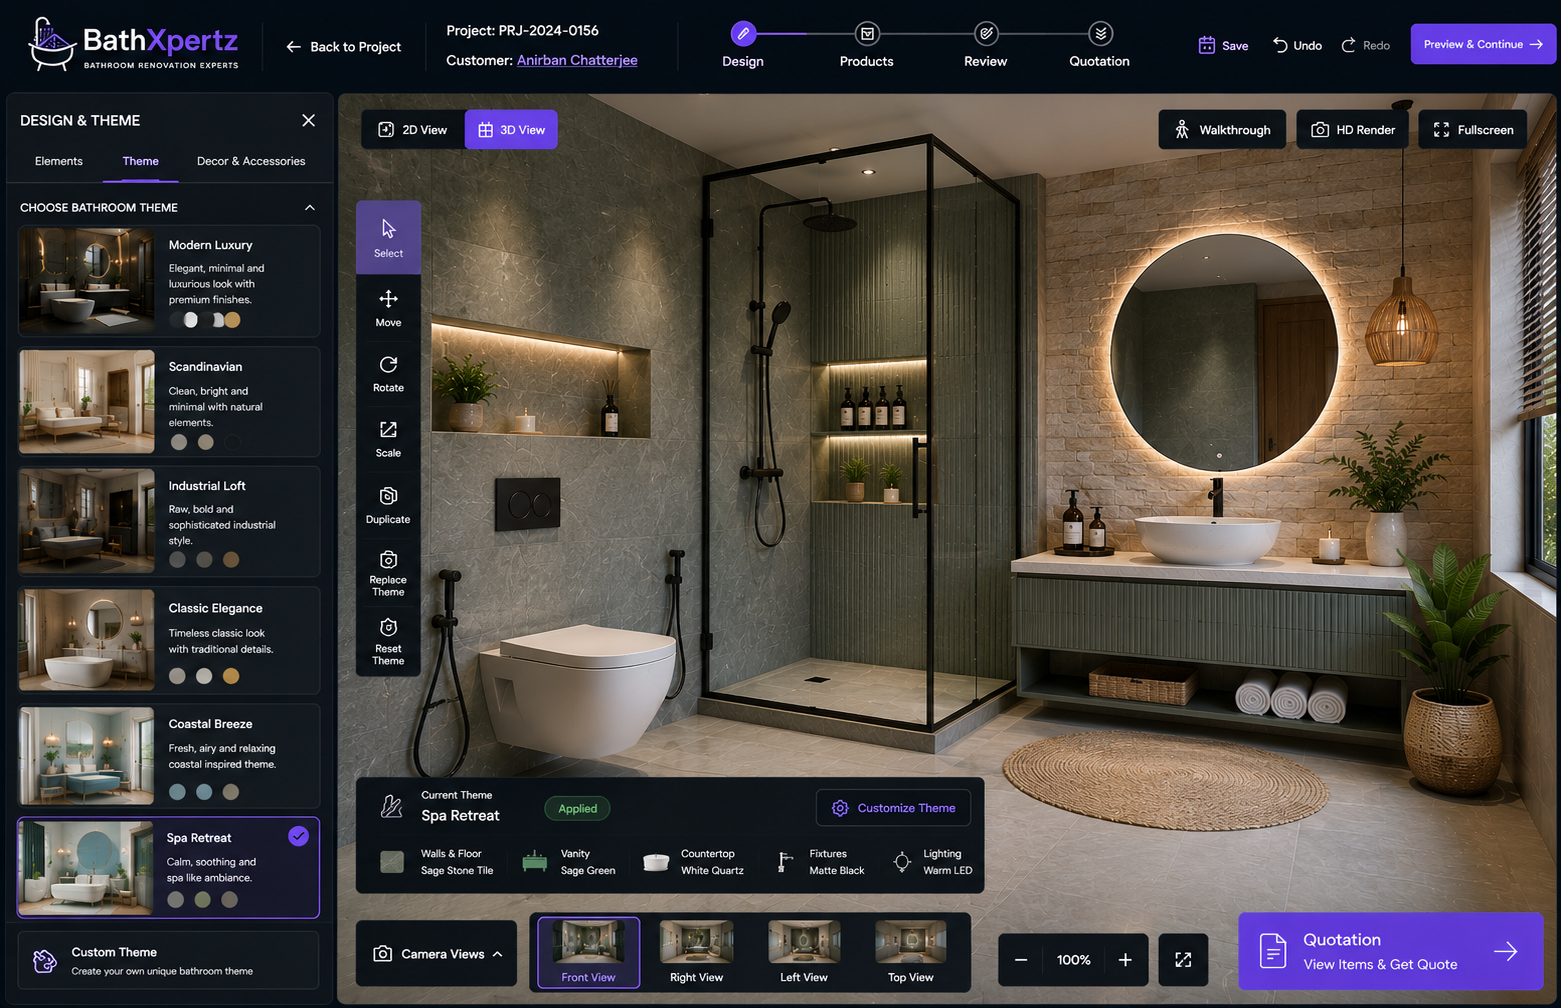 BathXpertz
BATHROOM RENOVATION EXPERTS
Back to Project
Project: PRJ-2024-0156
Customer: Anirban Chatterjee
Design
Products
Review
Quotation
Save
Undo
Redo
Preview & Continue
DESIGN & THEME
Elements
Theme
Decor & Accessories
CHOOSE BATHROOM THEME
Modern Luxury
Elegant, minimal and
luxurious look with
premium finishes.
Scandinavian
Clean, bright and
minimal with natural
elements.
Industrial Loft
Raw, bold and
sophisticated industrial
style.
Classic Elegance
Timeless classic look
with traditional details.
Coastal Breeze
Fresh, airy and relaxing
coastal inspired theme.
Spa Retreat
Calm, soothing and
spa like ambiance.
Custom Theme
Create your own unique bathroom theme
2D View
3D View
Walkthrough
HD Render
Fullscreen
Select
Move
Rotate
Scale
Duplicate
Replace
Theme
Reset
Theme
Current Theme
Spa Retreat
Applied
Customize Theme
Walls & Floor
Sage Stone Tile
Vanity
Sage Green
Countertop
White Quartz
Fixtures
Matte Black
Lighting
Warm LED
Camera Views
Front View
Right View
Left View
Top View
100%
Quotation
View Items & Get Quote